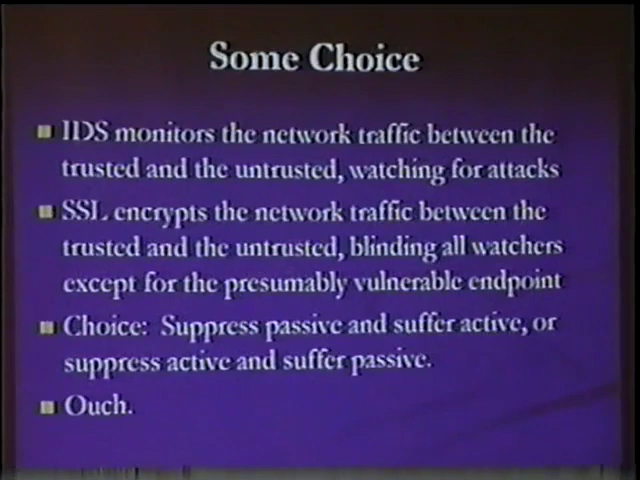 Some Choice
IDS monitors the network traffic between the
trusted and the untrusted, watching for attacks
SSL encrypts the network traffic between the
trusted and the untrusted, blinding all watchers
except for the presumably vulnerable endpoint
Choice: Suppress passive and suffer active, or
suppress active and suffer passive.
Ouch.